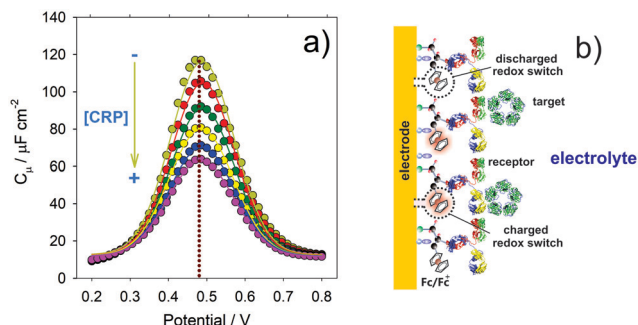 a)
140
120
100
80
60
40
20
0
Cμ / μF cm-2
-
[CRP]
+
0.2 0.3 0.4 0.5 0.6 0.7 0.8
Potential / V
b)
electrode
discharged
redox switch
target
receptor
electrolyte
charged
redox switch
Fc/Fc+